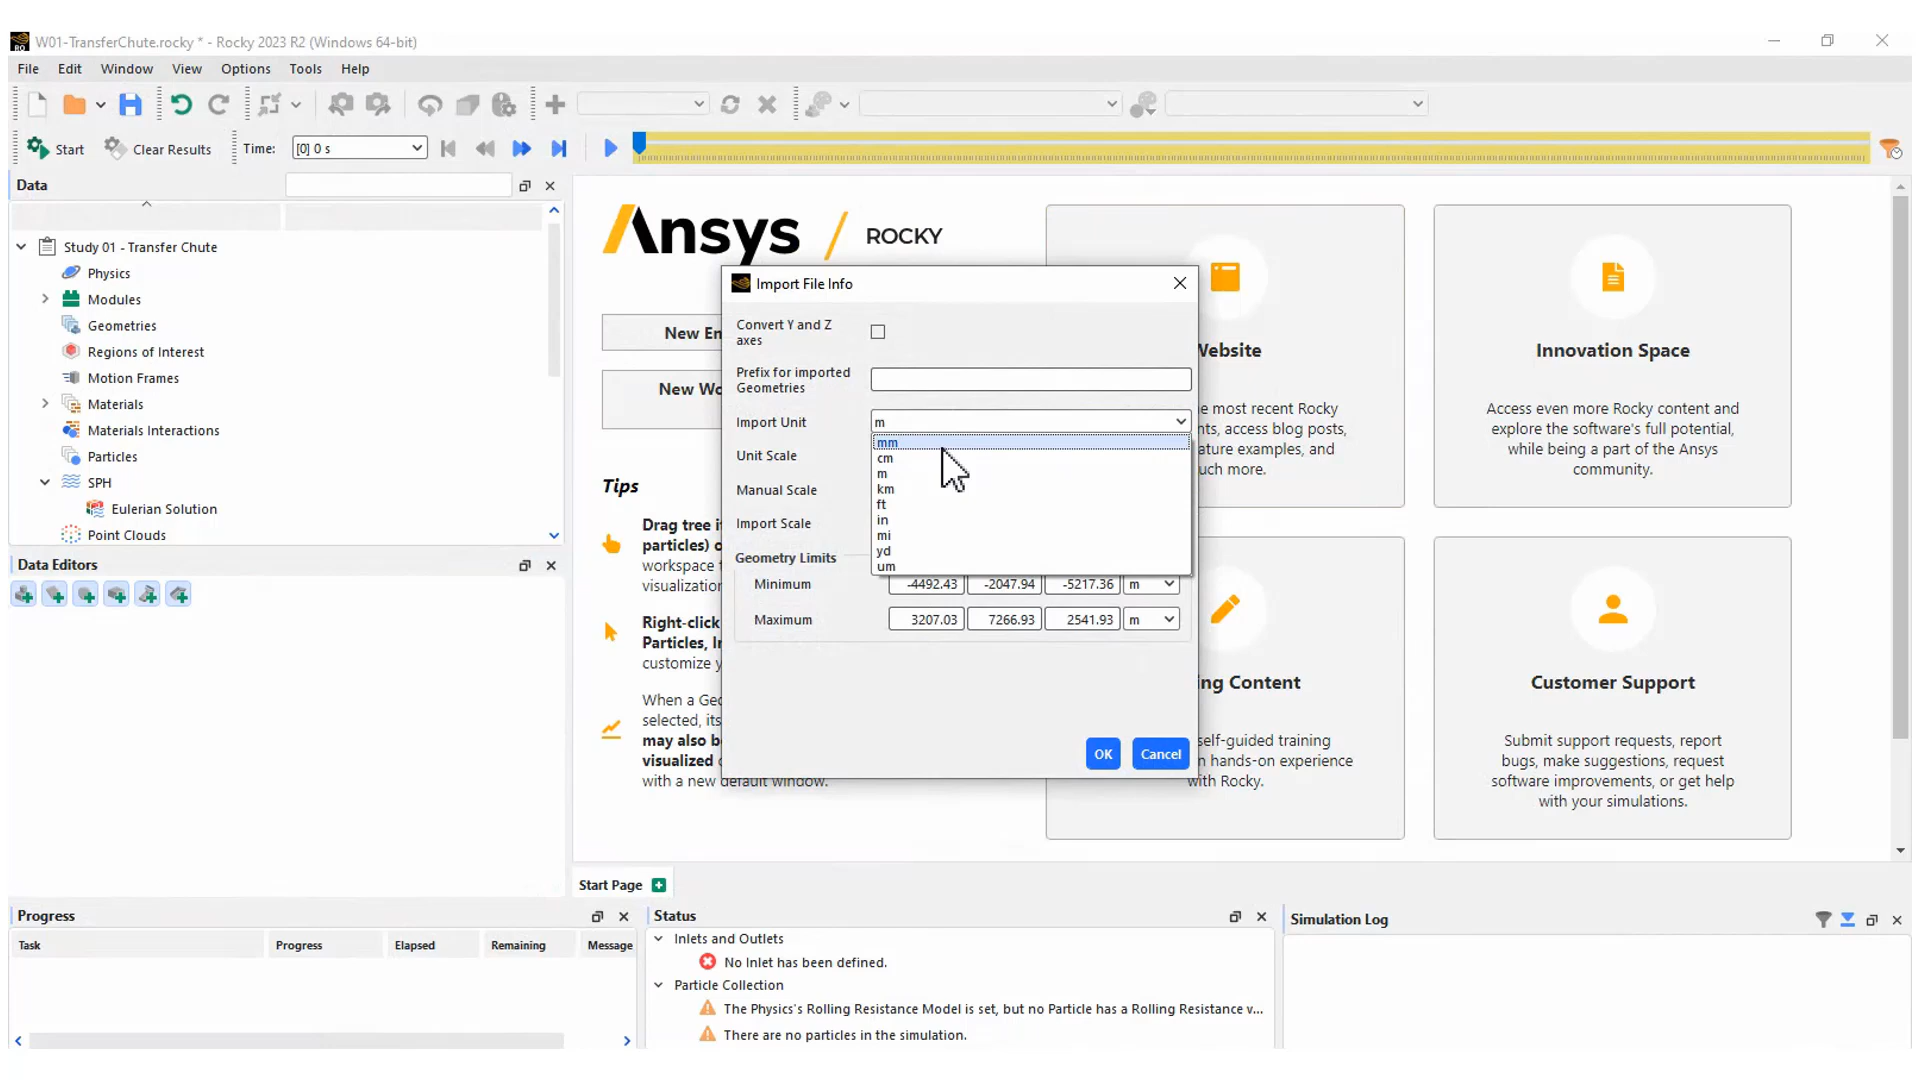 W01-TransferChute.rocky * - Rocky 2023 R2 (Windows 64-bit)
File Edit Window View Options Tools Help
Start Clear Results Time: [0] 0 s
Data
Study 01 - Transfer Chute
Physics
Modules
Geometries
Regions of Interest
Motion Frames
Materials
Materials Interactions
Particles
SPH
Eulerian Solution
Point Clouds
Data Editors
Ansys / ROCKY
New En
New Wo
Tips
Drag tree i
particles) o
workspace
visualizatio
Right-click
Particles, I
customize y
When a Geo
selected, its
may also b
visualized
with a new default window.
Import File Info
Convert Y and Z
axes
Prefix for imported
Geometries
Import Unit m
mm
cm
m
km
ft
in
mi
yd
um
Unit Scale
Manual Scale
Import Scale
Geometry Limits
Minimum -4492.43 -2047.94 -5217.36 m
Maximum 3207.03 7266.93 2541.93 m
OK Cancel
Website
e most recent Rocky
nts, access blog posts,
ature examples, and
uch more.
Innovation Space
Access even more Rocky content and
explore the software's full potential,
while being a part of the Ansys
community.
ing Content
self-guided training
n hands-on experience
with Rocky.
Customer Support
Submit support requests, report
bugs, make suggestions, request
software improvements, or get help
with your simulations.
Start Page
Progress
Task Progress Elapsed Remaining Message
Status
Inlets and Outlets
No Inlet has been defined.
Particle Collection
The Physics's Rolling Resistance Model is set, but no Particle has a Rolling Resistance v...
There are no particles in the simulation.
Simulation Log